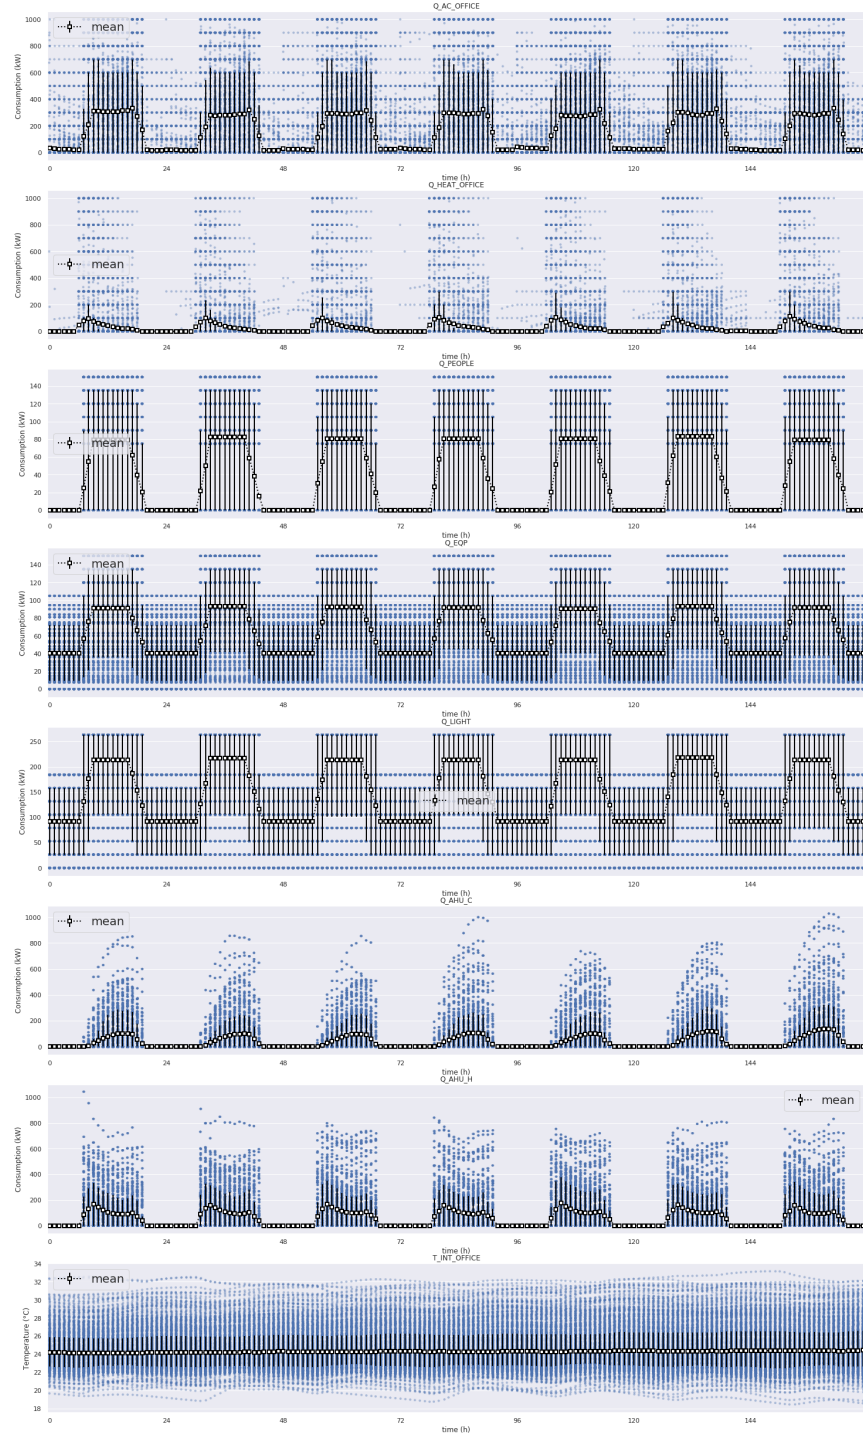 Q_AC_OFFICE
mean
Consumption (kW)
1000
800
600
400
200
0
0 24 48 72 96 120 144
time (h)
Q_HEAT_OFFICE
mean
Consumption (kW)
1000
800
600
400
200
0
0 24 48 72 96 120 144
time (h)
Q_PEOPLE
mean
Consumption (kW)
140
120
100
80
60
40
20
0
0 24 48 72 96 120 144
time (h)
Q_EQP
mean
Consumption (kW)
140
120
100
80
60
40
20
0
0 24 48 72 96 120 144
time (h)
Q_LIGHT
mean
Consumption (kW)
250
200
150
100
50
0
0 24 48 72 96 120 144
time (h)
Q_AHU_C
mean
Consumption (kW)
1000
800
600
400
200
0
0 24 48 72 96 120 144
time (h)
Q_AHU_H
mean
Consumption (kW)
1000
800
600
400
200
0
0 24 48 72 96 120 144
time (h)
T_INT_OFFICE
mean
Temperature (°C)
34
32
30
28
26
24
22
20
18
0 24 48 72 96 120 144
time (h)